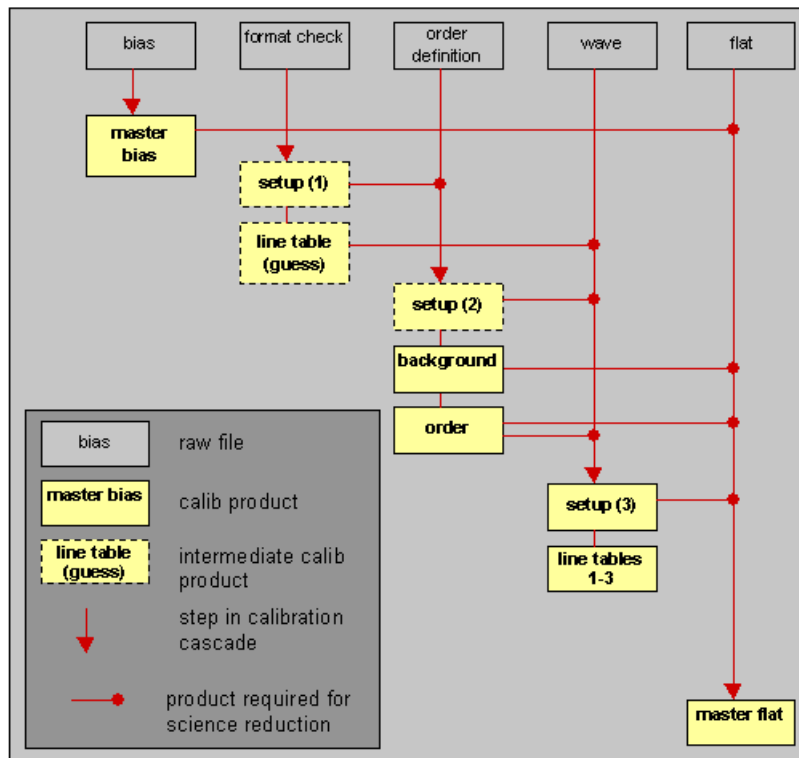 bias
format check
order
definition
wave
flat
master
bias
setup (1)
line table
(guess)
setup (2)
background
order
setup (3)
line tables
1-3
master flat
bias
raw file
master bias
calib product
line table
(guess)
intermediate calib
product
step in calibration
cascade
product required for
science reduction